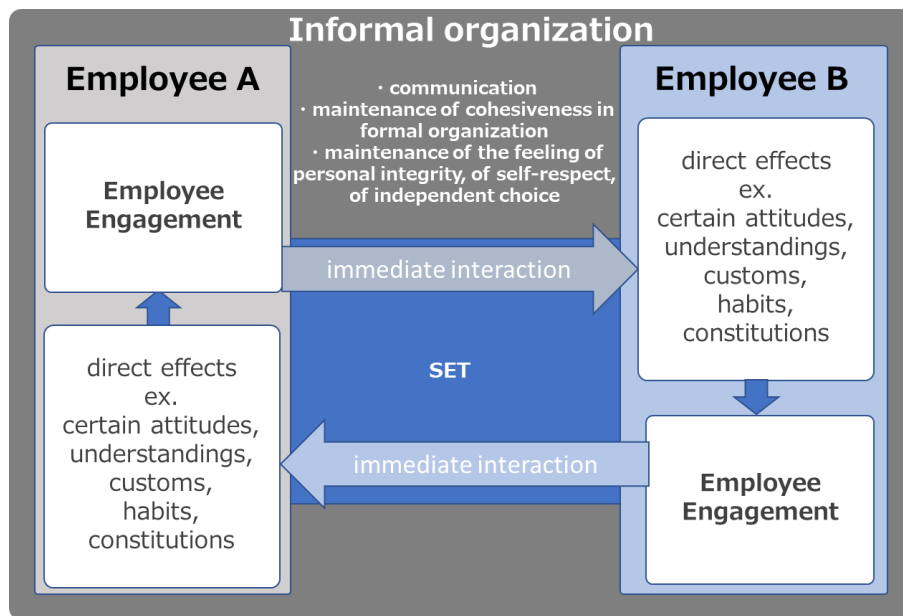 Informal organization
Employee A
Employee
Engagement
direct effects
ex.
certain attitudes,
understandings,
customs,
habits,
constitutions
・communication
・maintenance of cohesiveness in
formal organization
・maintenance of the feeling of
personal integrity, of self-respect,
of independent choice
immediate interaction
SET
immediate interaction
Employee B
direct effects
ex.
certain attitudes,
understandings,
customs,
habits,
constitutions
Employee
Engagement